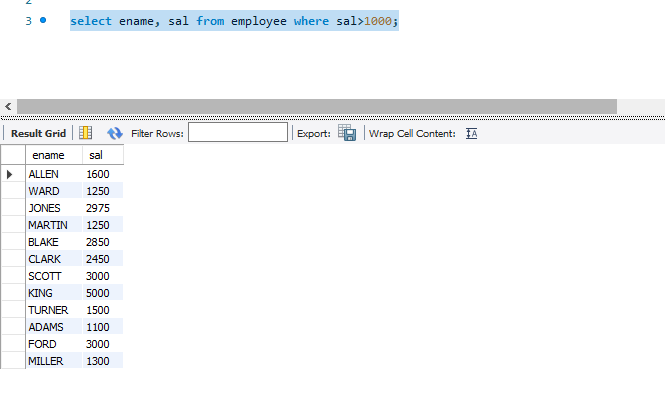 3 select ename, sal from employee where sal>1000;
Result Grid Filter Rows: Export: Wrap Cell Content: IA
ename sal
ALLEN 1600
WARD 1250
JONES 2975
MARTIN 1250
BLAKE 2850
CLARK 2450
SCOTT 3000
KING 5000
TURNER 1500
ADAMS 1100
FORD 3000
MILLER 1300